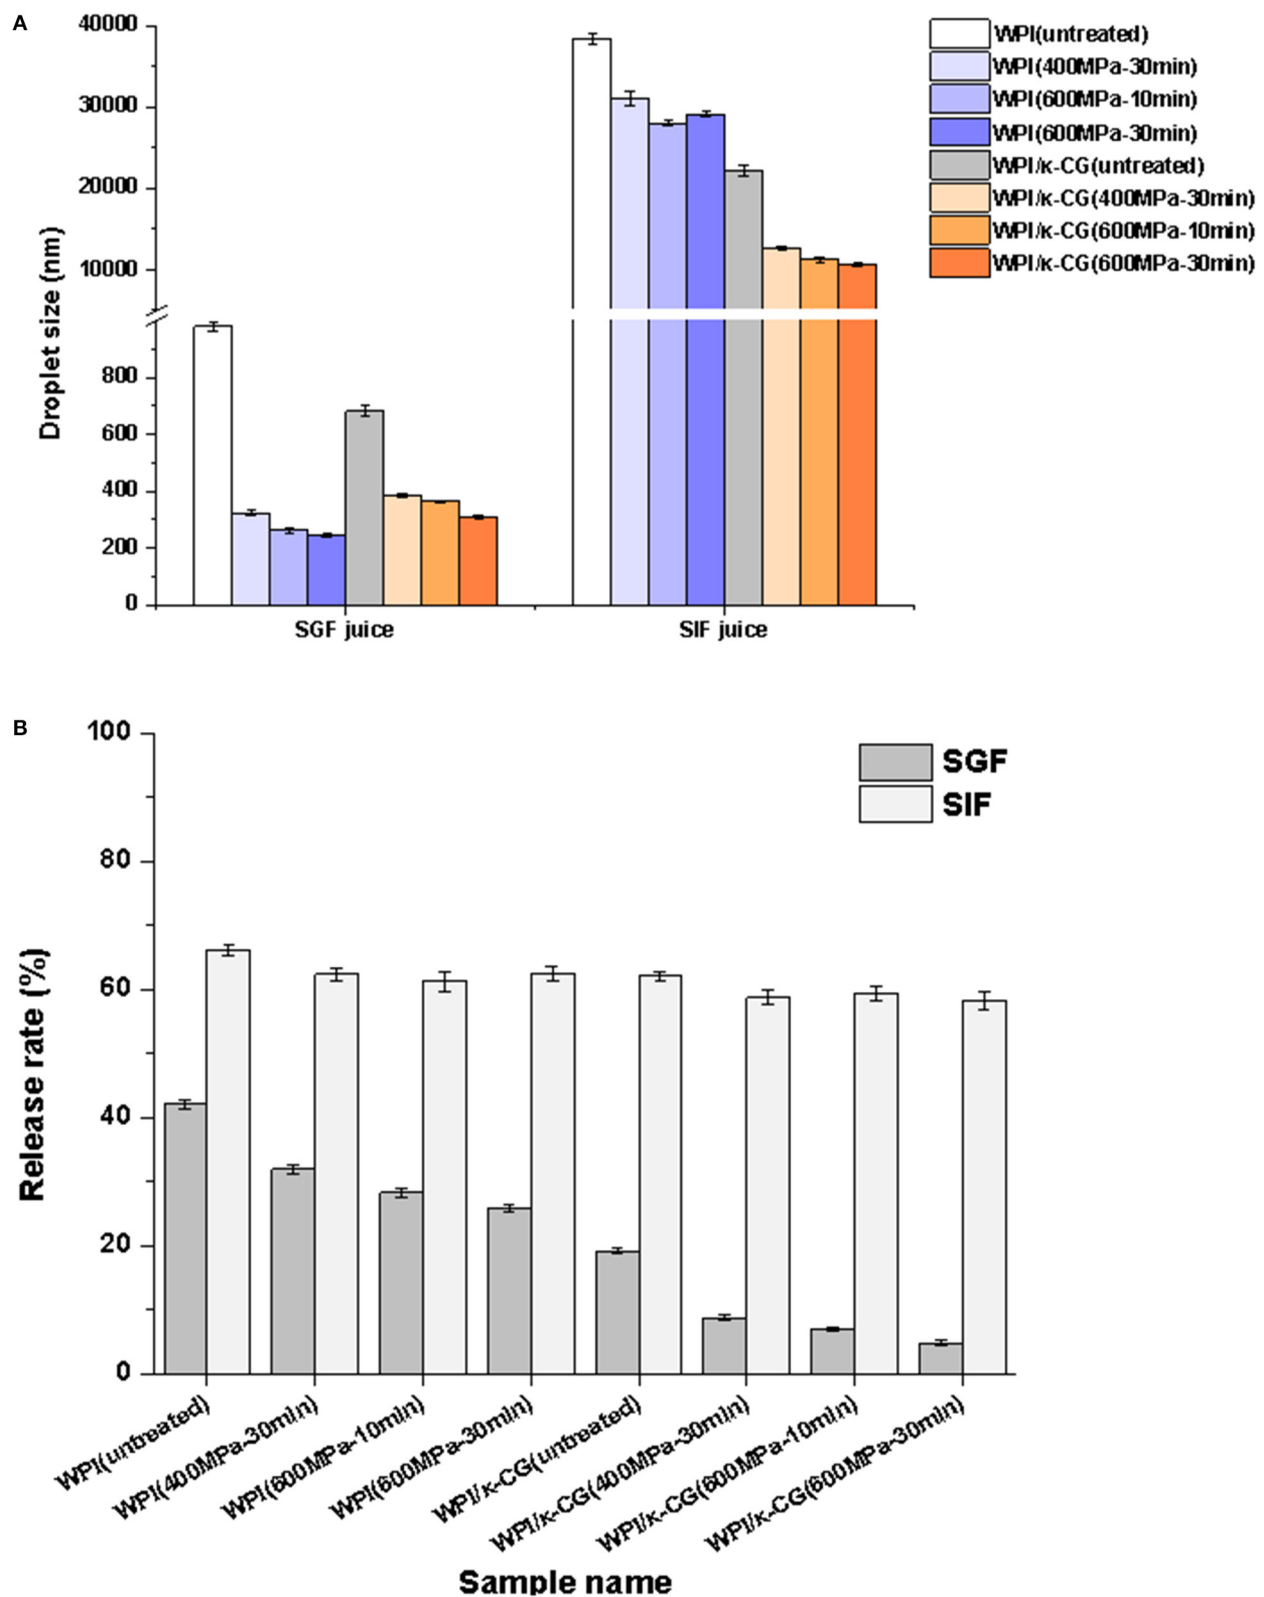 A
40000
30000
20000
10000
800
600
400
200
0
Droplet size (nm)
SGF juice
SIF juice
WPI(untreated)
WPI(400MPa-30min)
WPI(600MPa-10min)
WPI(600MPa-30min)
WPI/κ-CG(untreated)
WPI/κ-CG(400MPa-30min)
WPI/κ-CG(600MPa-10min)
WPI/κ-CG(600MPa-30min)
B
100
80
60
40
20
0
Release rate (%)
SGF
SIF
WPI(untreated)
WPI(400MPa-30min)
WPI(600MPa-10min)
WPI(600MPa-30min)
WPI/κ-CG(untreated)
WPI/κ-CG(400MPa-30min)
WPI/κ-CG(600MPa-10min)
WPI/κ-CG(600MPa-30min)
Sample name